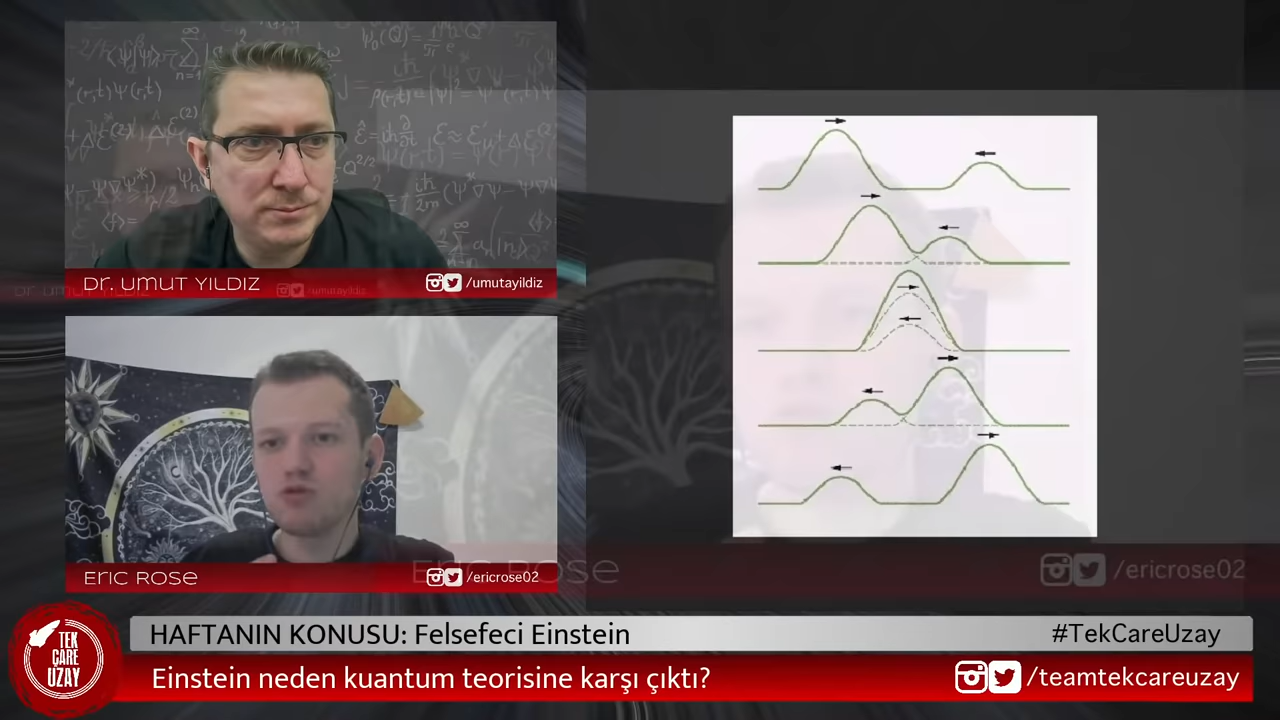 Dr. Umut YILDIZ
/umutayildiz
Eric Rose
/ericrose02
/ericrose02
HAFTANIN KONUSU: Felsefeci Einstein
#TekCareUzay
TEK
ÇARE
UZAY
Einstein neden kuantum teorisine karşı çıktı?
/teamtekcareuzay